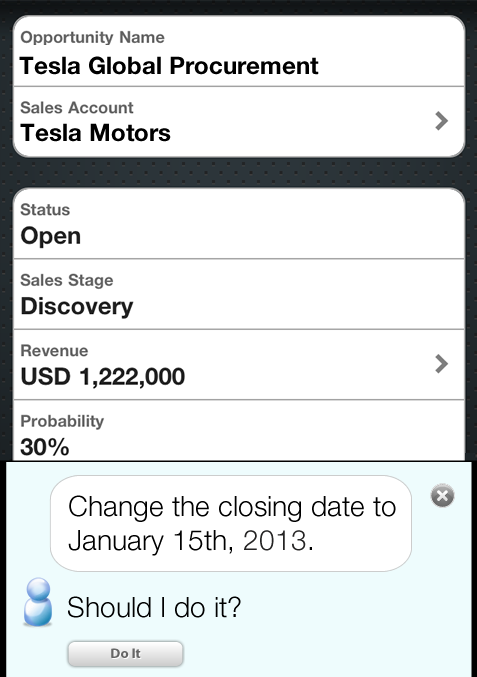 Opportunity Name
Tesla Global Procurement
Sales Account
Tesla Motors
Status
Open
Sales Stage
Discovery
Revenue
USD 1,222,000
Probability
30%
Change the closing date to
January 15th, 2013.
Should I do it?
Do It